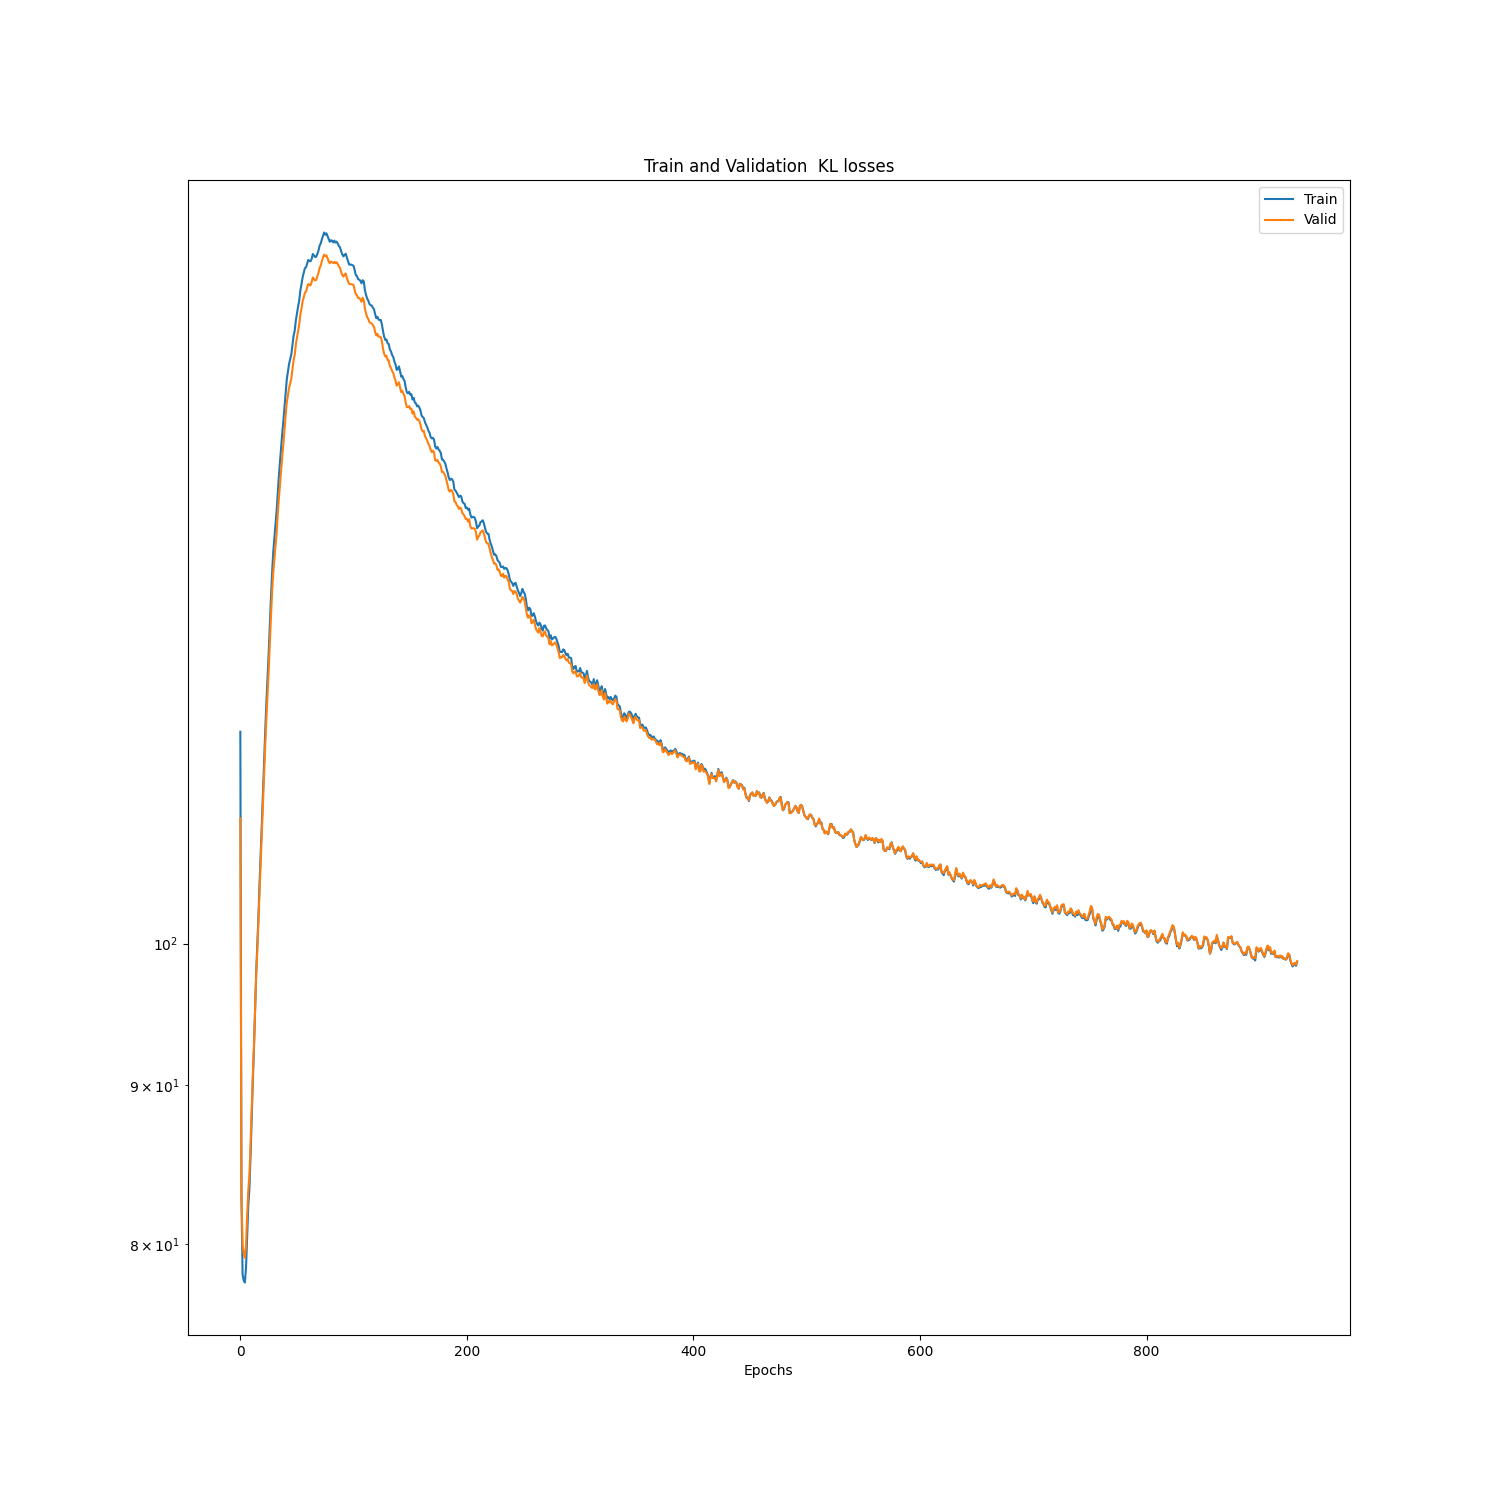 Train and Validation  KL losses
Train
Valid
10²
9 × 10¹
8 × 10¹
0 200 400 600 800
Epochs